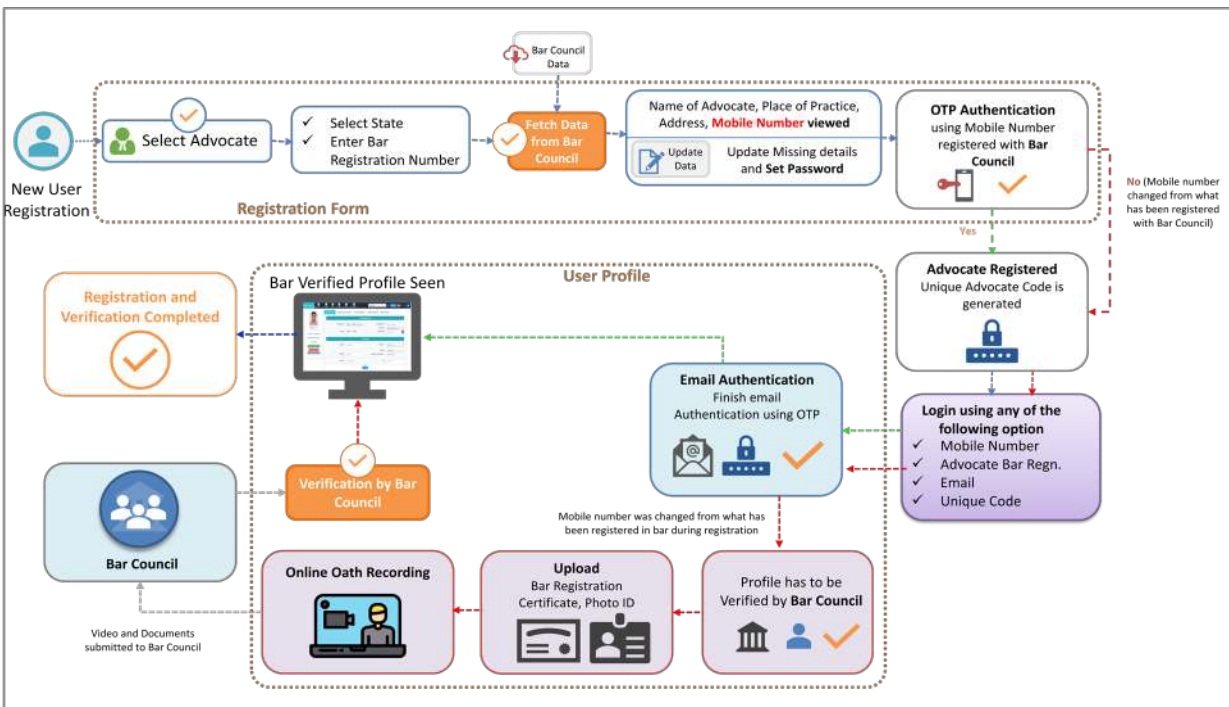 Bar Council
Data
Name of Advocate, Place of Practice,
Address, Mobile Number viewed
Update
Data
Update Missing details
and Set Password
OTP Authentication
using Mobile Number
registered with Bar
Council
Select Advocate
✓ Select State
✓ Enter Bar
Registration Number
Fetch Data
from Bar
Council
New User
Registration
Registration Form
No (Mobile number
changed from what
has been registered
with Bar Council)
Yes
User Profile
Advocate Registered
Unique Advocate Code is
generated
Registration and
Verification Completed
Bar Verified Profile Seen
Email Authentication
Finish email
Authentication using OTP
Login using any of the
following option
✓ Mobile Number
✓ Advocate Bar Regn.
✓ Email
✓ Unique Code
Verification by Bar
Council
Bar Council
Mobile number was changed from what has
been registered in bar during registration
Online Oath Recording
Upload
Bar Registration
Certificate, Photo ID
Profile has to be
Verified by Bar Council
Video and Documents
submitted to Bar Council